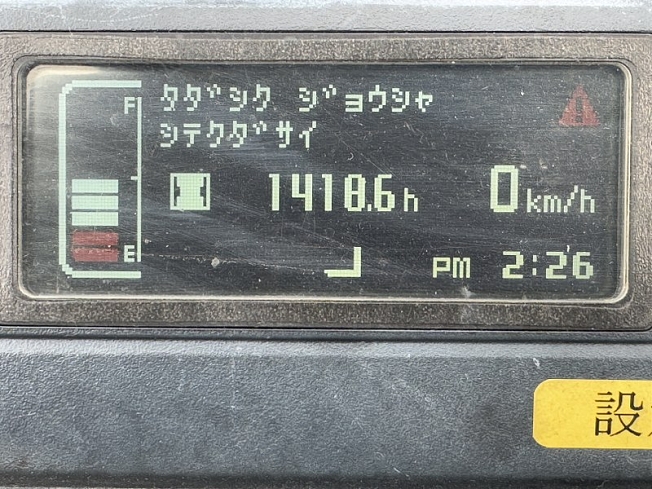 F
タダシク ジョウシャ
シテクダサイ
1418.6h
0km/h
E
PM 2:26
設